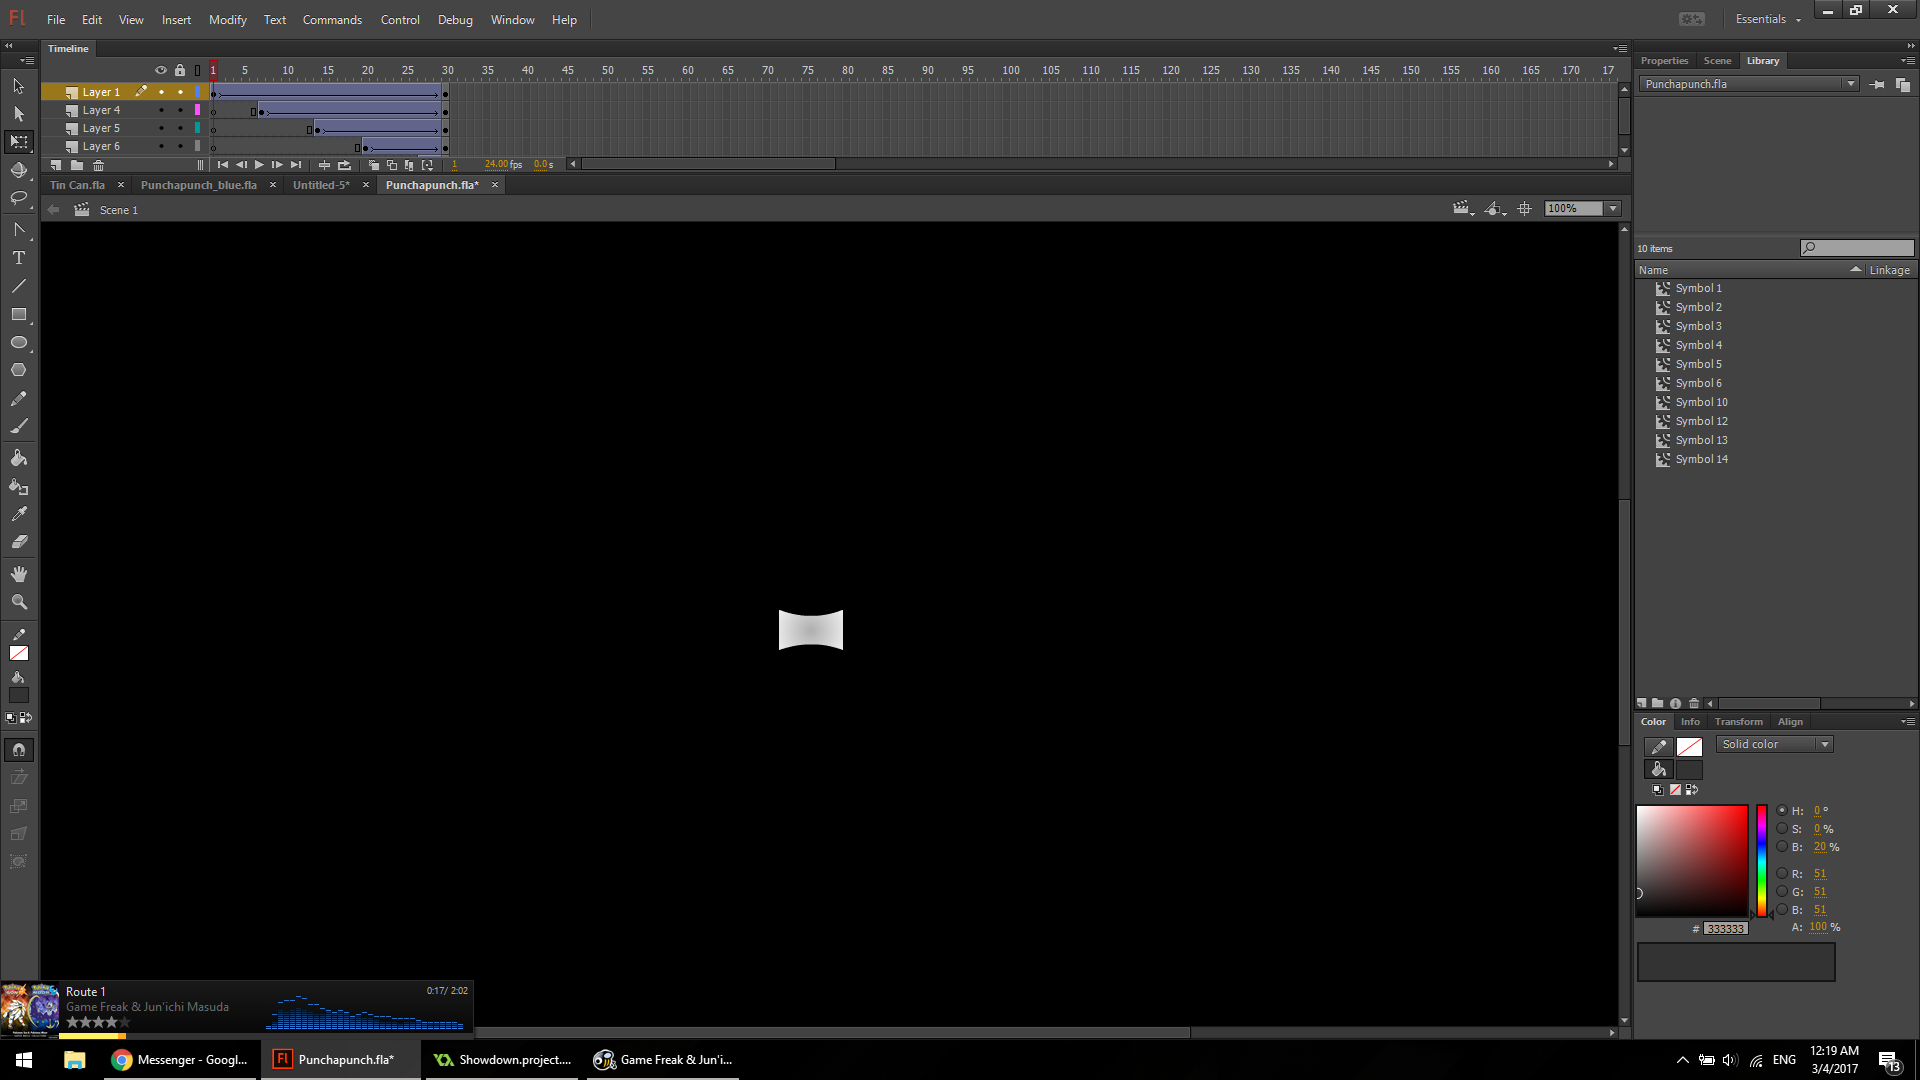 Fl File Edit View Insert Modify Text Commands Control Debug Window Help Essentials
Timeline
1 5 10 15 20 25 30 35 40 45 50 55 60 65 70 75 80 85 90 95 100 105 110 115 120 125 130 135 140 145 150 155 160 165 170 17
Layer 1
Layer 4
Layer 5
Layer 6
1 24.00 fps 0.0 s
Tin Can.fla Punchapunch_blue.fla Untitled-5* Punchapunch.fla*
Scene 1
100%
Properties Scene Library
Punchapunch.fla
10 items
Name Linkage
Symbol 1
Symbol 2
Symbol 3
Symbol 4
Symbol 5
Symbol 6
Symbol 10
Symbol 12
Symbol 13
Symbol 14
Color Info Transform Align
Solid color
H: 0 °
S: 0 %
B: 20 %
R: 51
G: 51
B: 51
A: 100 %
# 333333
Route 1
0:17/ 2:02
Game Freak & Jun'ichi Masuda
Messenger - Googl...
Fl Punchapunch.fla*
Showdown.project....
Game Freak & Jun'i...
ENG
12:19 AM
3/4/2017
13